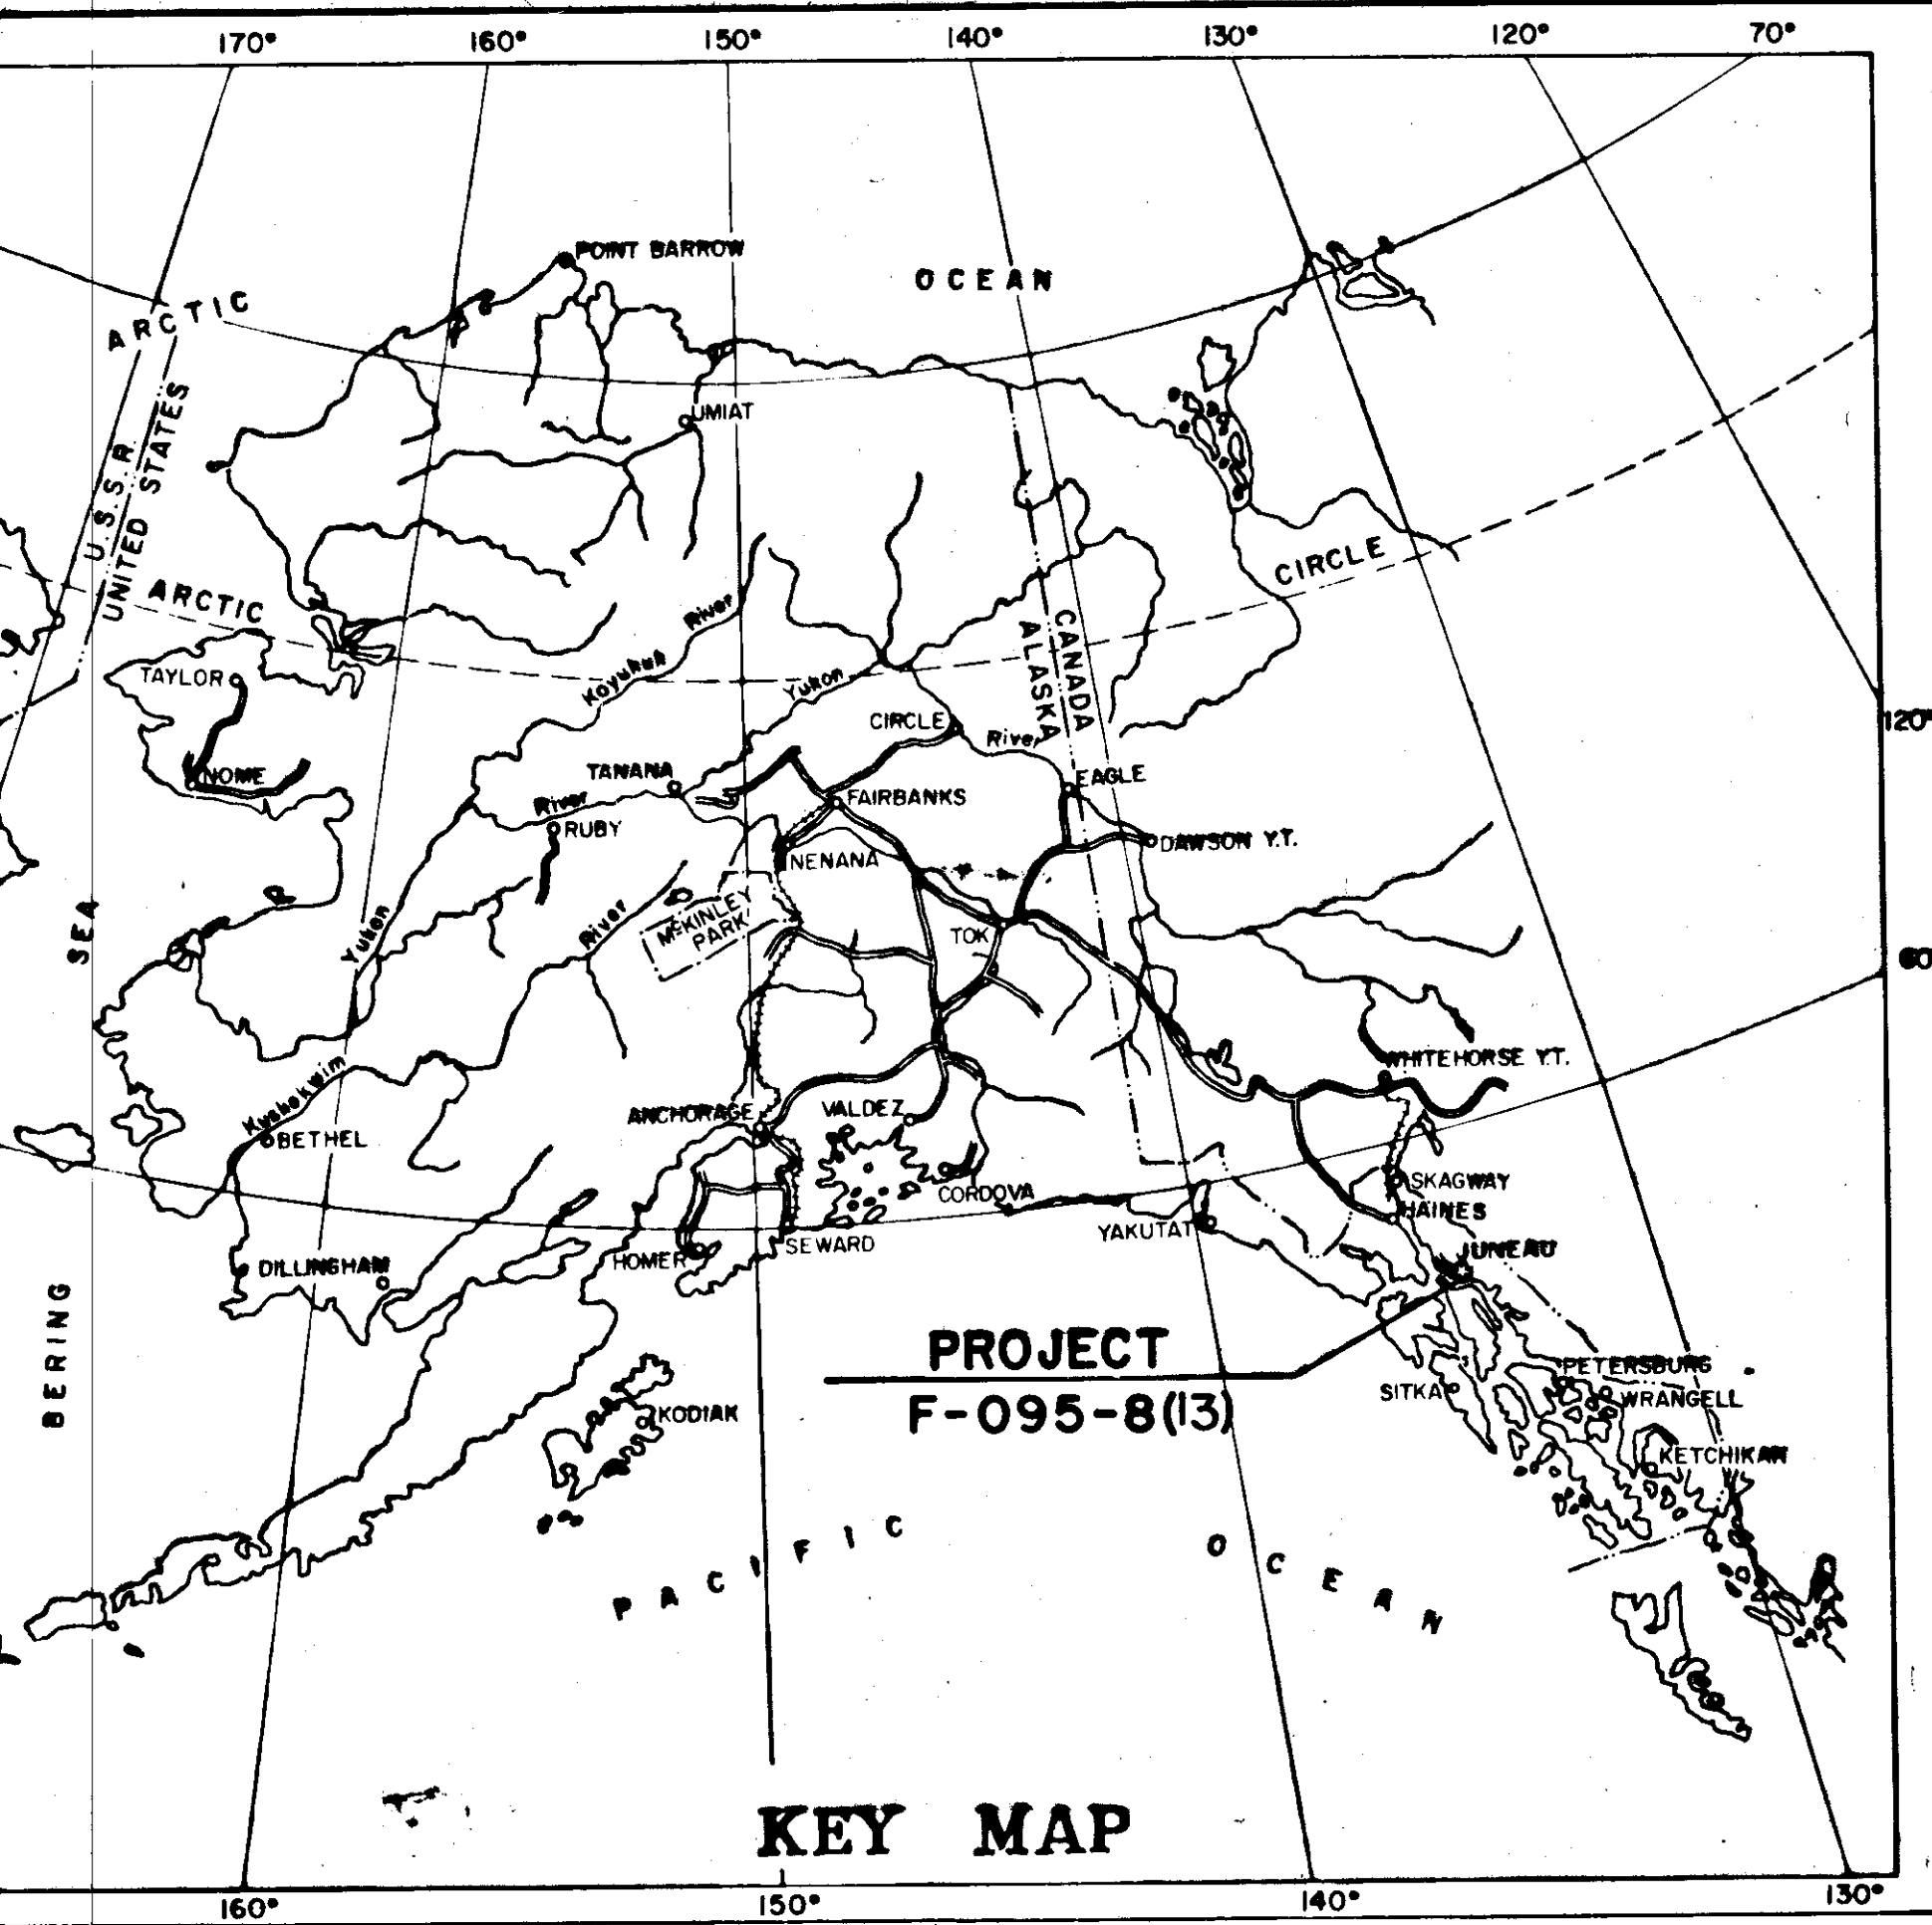 170° 160° 150° 140° 130° 120° 70°
POINT BARROW
OCEAN
ARCTIC
UMIAT
U.S.S.R.
UNITED STATES
ARCTIC
CIRCLE
River
Koyukuk
Yukon
CANADA
ALASKA
TAYLOR
CIRCLE
River
120°
NOME
TANANA
EAGLE
River
FAIRBANKS
RUBY
DAWSON Y.T.
NENANA
McKINLEY
PARK
SEA
R
Yukon
River
TOK
60
WHITEHORSE Y.T.
Kuskokwim
ANCHORAGE
VALDEZ
BETHEL
SKAGWAY
CORDOVA
HAINES
YAKUTAT
SEWARD
HOMER
JUNEAU
DILLINGHAM
BERING
PROJECT
F-095-8(13)
PETERSBURG
SITKA
WRANGELL
KODIAK
KETCHIKAN
PACIFIC OCEAN
KEY MAP
160° 150° 140° 130°